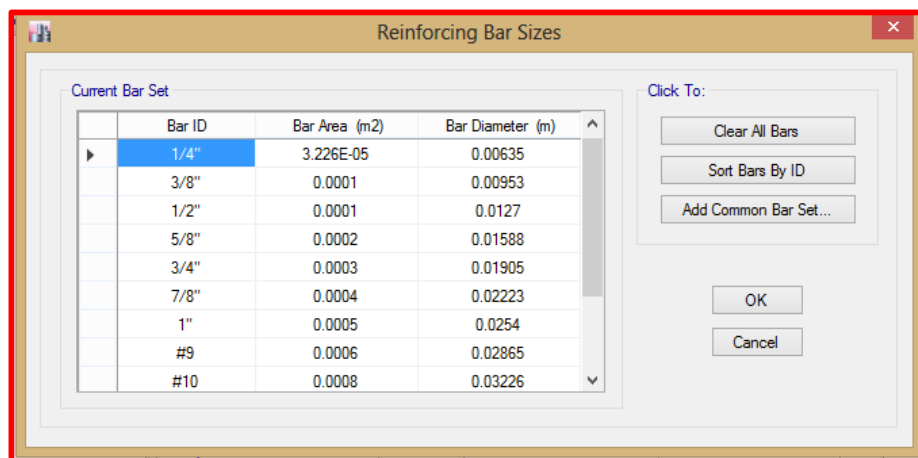 Reinforcing Bar Sizes
Current Bar Set
Bar ID Bar Area (m2) Bar Diameter (m)
1/4" 3.226E-05 0.00635
3/8" 0.0001 0.00953
1/2" 0.0001 0.0127
5/8" 0.0002 0.01588
3/4" 0.0003 0.01905
7/8" 0.0004 0.02223
1" 0.0005 0.0254
#9 0.0006 0.02865
#10 0.0008 0.03226
Click To:
Clear All Bars
Sort Bars By ID
Add Common Bar Set...
OK
Cancel